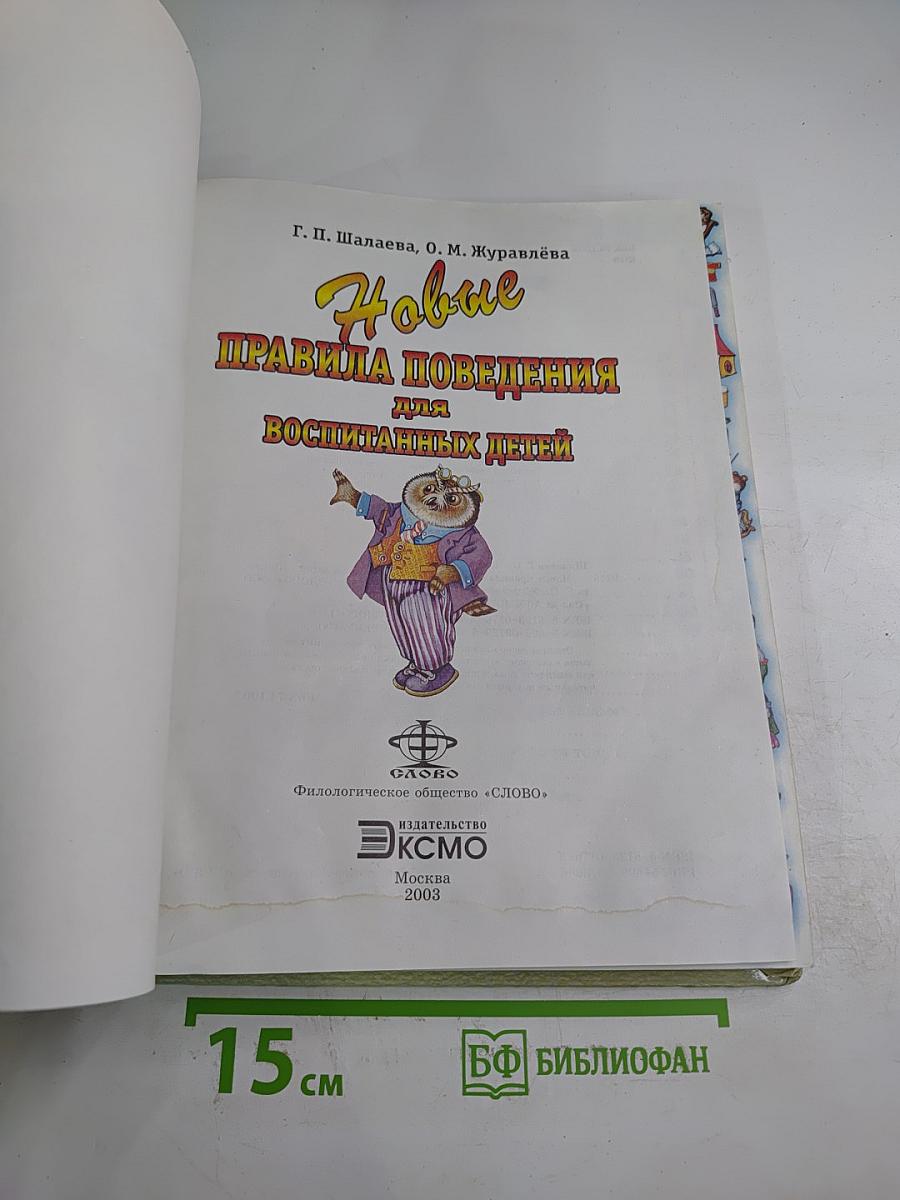 Г. П. Шалаева, О. М. Журавлёва
Новые
ПРАВИЛА ПОВЕДЕНИЯ
для
ВОСПИТАННЫХ ДЕТЕЙ
СЛОВО
Филологическое общество «СЛОВО»
издательство
ЭКСМО
Москва
2003
15 см
БФ БИБЛИОФАН